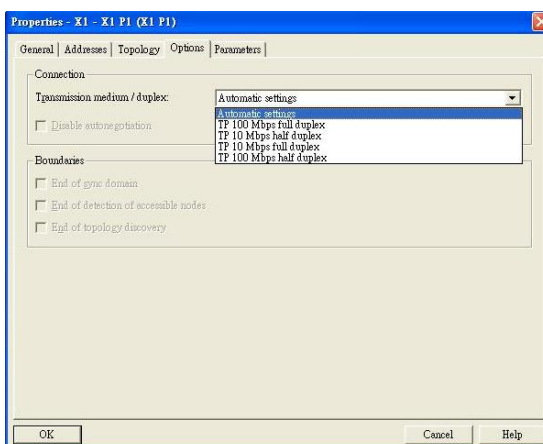 Properties - X1 - X1 P1 (X1 P1)
General Addresses Topology Options Parameters
Connection
Transmission medium / duplex: Automatic settings
Automatic settings
Disable autonegotiation TP 100 Mbps full duplex
TP 10 Mbps half duplex
TP 10 Mbps full duplex
TP 100 Mbps half duplex
Boundaries
End of sync domain
End of detection of accessible nodes
End of topology discovery
OK Cancel Help